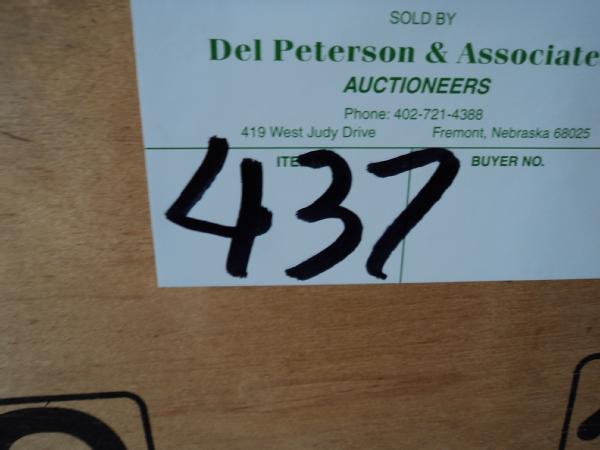 SOLD BY
Del Peterson & Associate
AUCTIONEERS
Phone: 402-721-4388
419 West Judy Drive Fremont, Nebraska 68025
ITE BUYER NO.
437